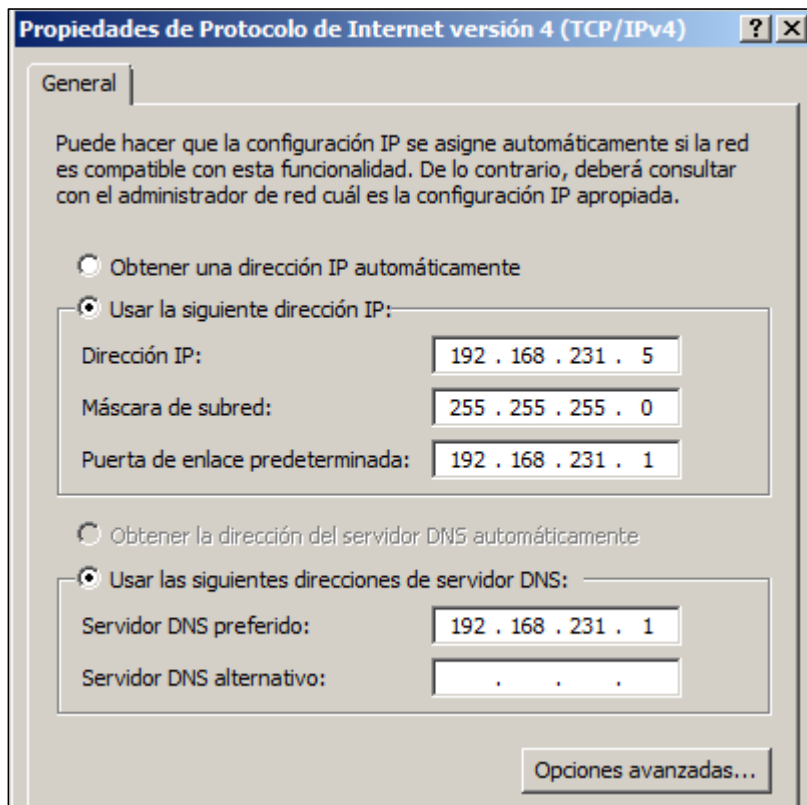 Propiedades de Protocolo de Internet versión 4 (TCP/IPv4)
General
Puede hacer que la configuración IP se asigne automáticamente si la red
es compatible con esta funcionalidad. De lo contrario, deberá consultar
con el administrador de red cuál es la configuración IP apropiada.
Obtener una dirección IP automáticamente
Usar la siguiente dirección IP:
Dirección IP: 192 . 168 . 231 . 5
Máscara de subred: 255 . 255 . 255 . 0
Puerta de enlace predeterminada: 192 . 168 . 231 . 1
Obtener la dirección del servidor DNS automáticamente
Usar las siguientes direcciones de servidor DNS:
Servidor DNS preferido: 192 . 168 . 231 . 1
Servidor DNS alternativo: . . .
Opciones avanzadas...